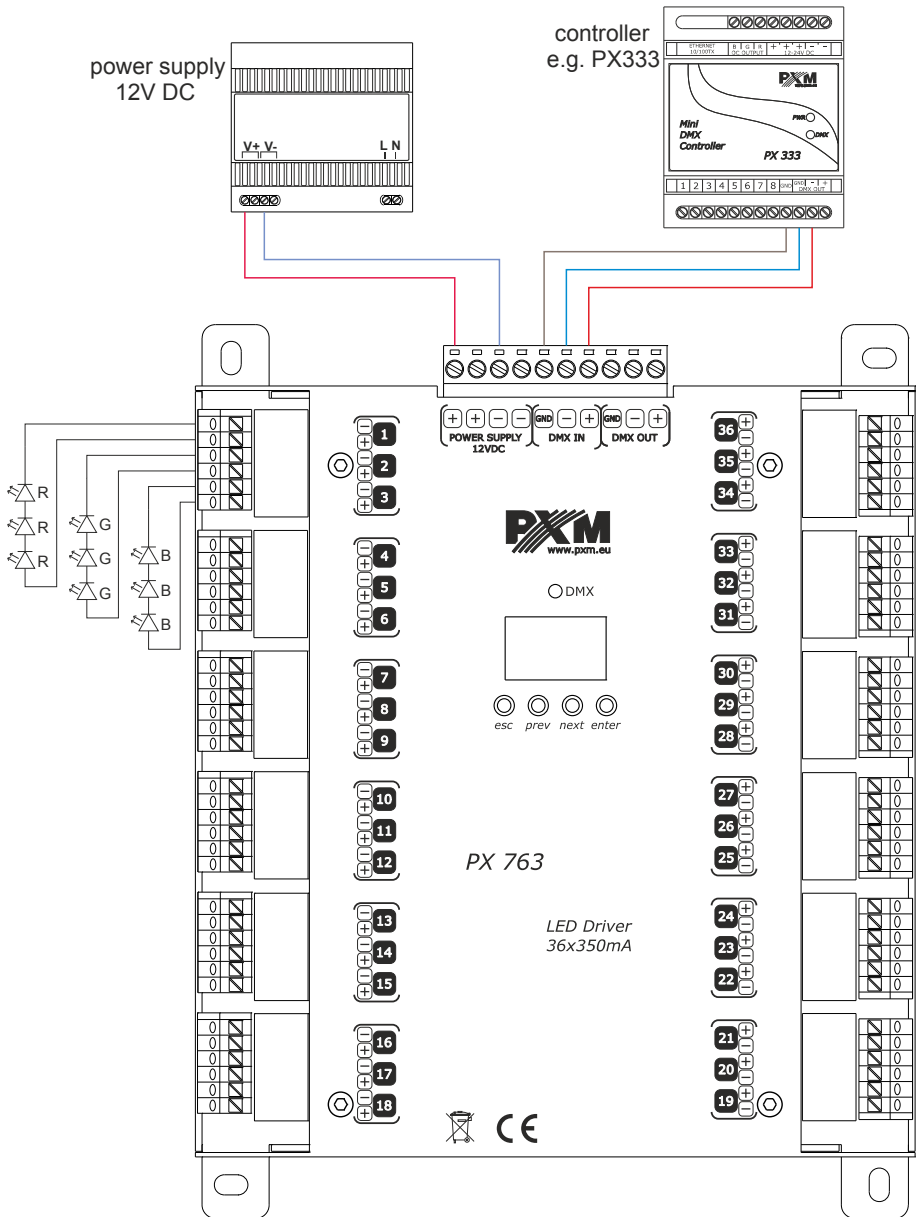 power supply
12V DC
V+ V- L N
controller
e.g. PX333
ETHERNET
10/100TX
B G R + + + - -
DC OUTPUT 12-24V DC
PXM
www.pxm.eu
PWR
DMX
Mini
DMX
Controller
PX 333
1 2 3 4 5 6 7 8 GND GND - +
DMX OUT
+ + − − GND − + GND − +
POWER SUPPLY
12VDC
DMX IN
DMX OUT
R
R
R
G
G
G
B
B
B
− + 1
− + 2
− + 3
− + 4
− + 5
− + 6
− + 7
− + 8
− + 9
− + 10
− + 11
− + 12
− + 13
− + 14
− + 15
− + 16
− + 17
− + 18
PXM
www.pxm.eu
DMX
esc prev next enter
PX 763
LED Driver
36x350mA
CE
36 + −
35 + −
34 + −
33 + −
32 + −
31 + −
30 + −
29 + −
28 + −
27 + −
26 + −
25 + −
24 + −
23 + −
22 + −
21 + −
20 + −
19 + −